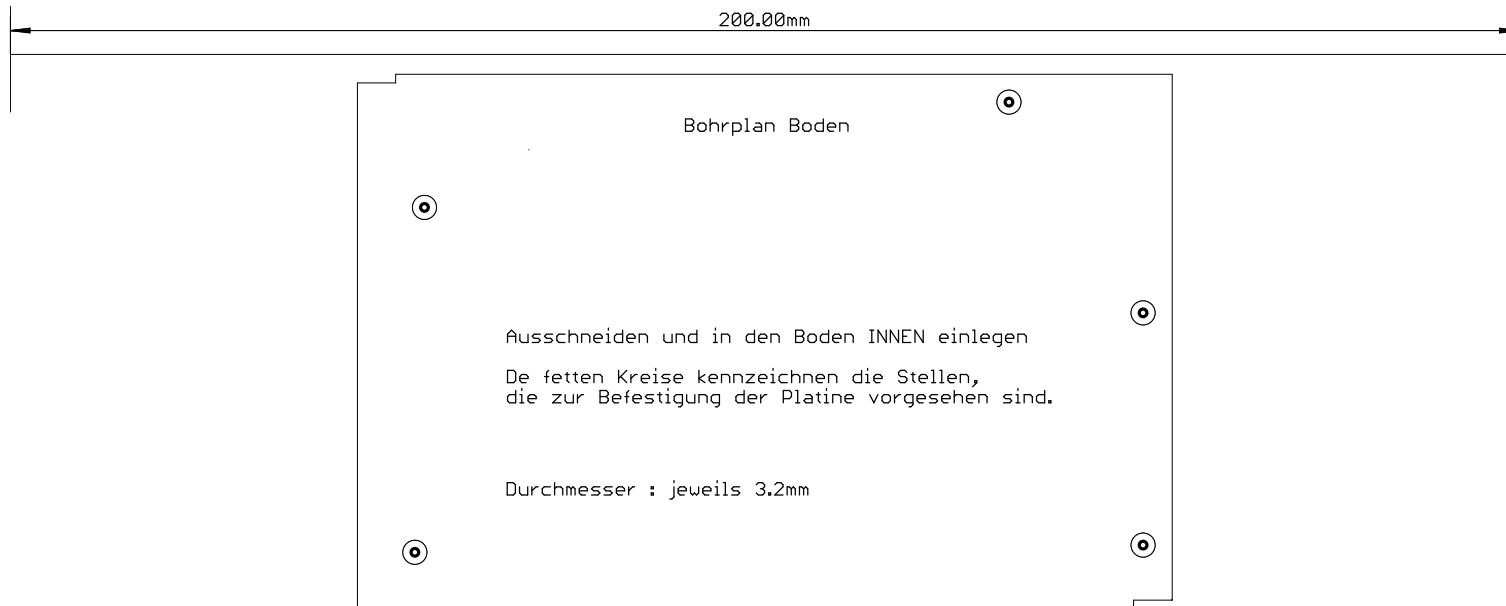 200.00mm
Bohrplan Boden
Ausschneiden und in den Boden INNEN einlegen
De fetten Kreise kennzeichnen die Stellen,
die zur Befestigung der Platine vorgesehen sind.
Durchmesser : jeweils 3.2mm